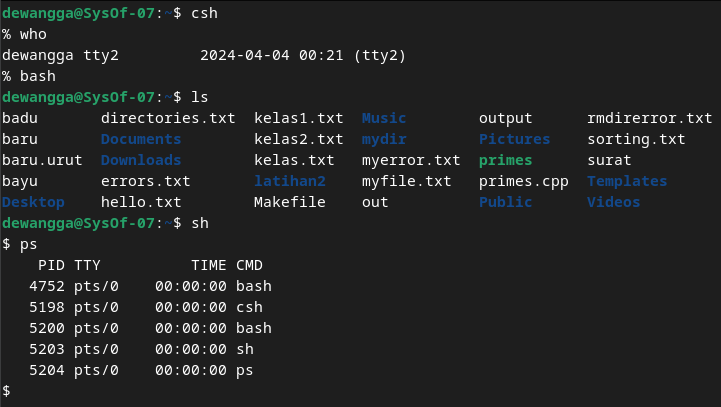 dewangga@SysOf-07:~$ csh
% who
dewangga tty2         2024-04-04 00:21 (tty2)
% bash
dewangga@SysOf-07:~$ ls
badu       directories.txt  kelas1.txt  Music        output      rmdirerror.txt
baru       Documents        kelas2.txt  mydir        Pictures    sorting.txt
baru.urut  Downloads        kelas.txt   myerror.txt  primes      surat
bayu       errors.txt       latihan2    myfile.txt   primes.cpp  Templates
Desktop    hello.txt        Makefile    out          Public      Videos
dewangga@SysOf-07:~$ sh
$ ps
    PID TTY          TIME CMD
   4752 pts/0    00:00:00 bash
   5198 pts/0    00:00:00 csh
   5200 pts/0    00:00:00 bash
   5203 pts/0    00:00:00 sh
   5204 pts/0    00:00:00 ps
$